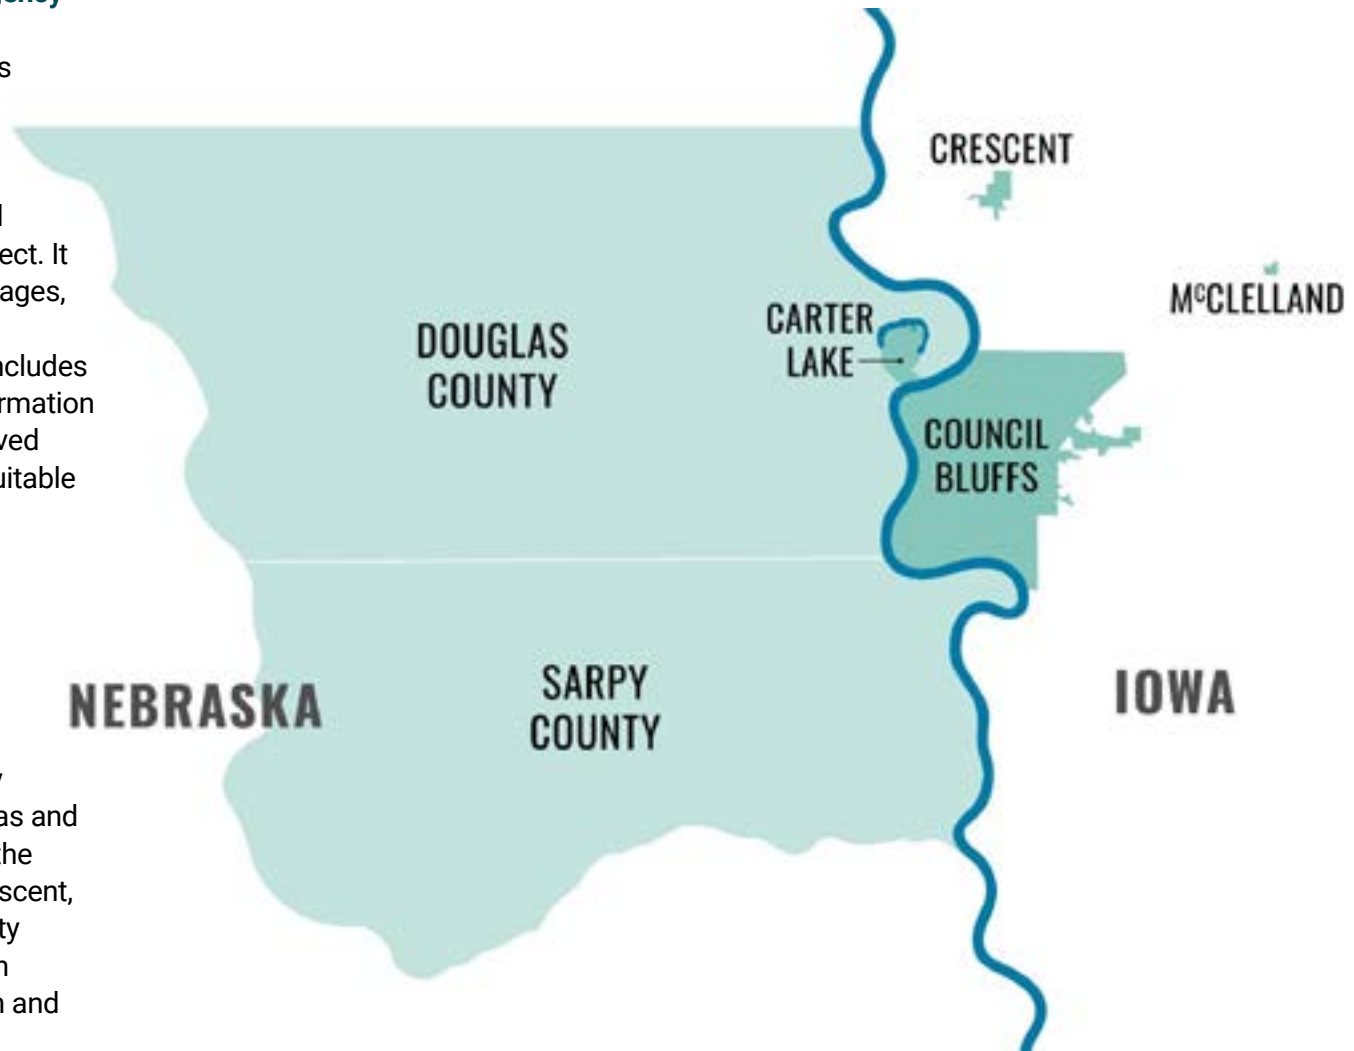 gency
s
l
ect. It
ages,
ncludes
rmation
ved
uitable
y
as and
the
scent,
ty
n
n and
CRESCENT
McCLELLAND
CARTER
LAKE
DOUGLAS
COUNTY
COUNCIL
BLUFFS
SARPY
COUNTY
NEBRASKA
IOWA